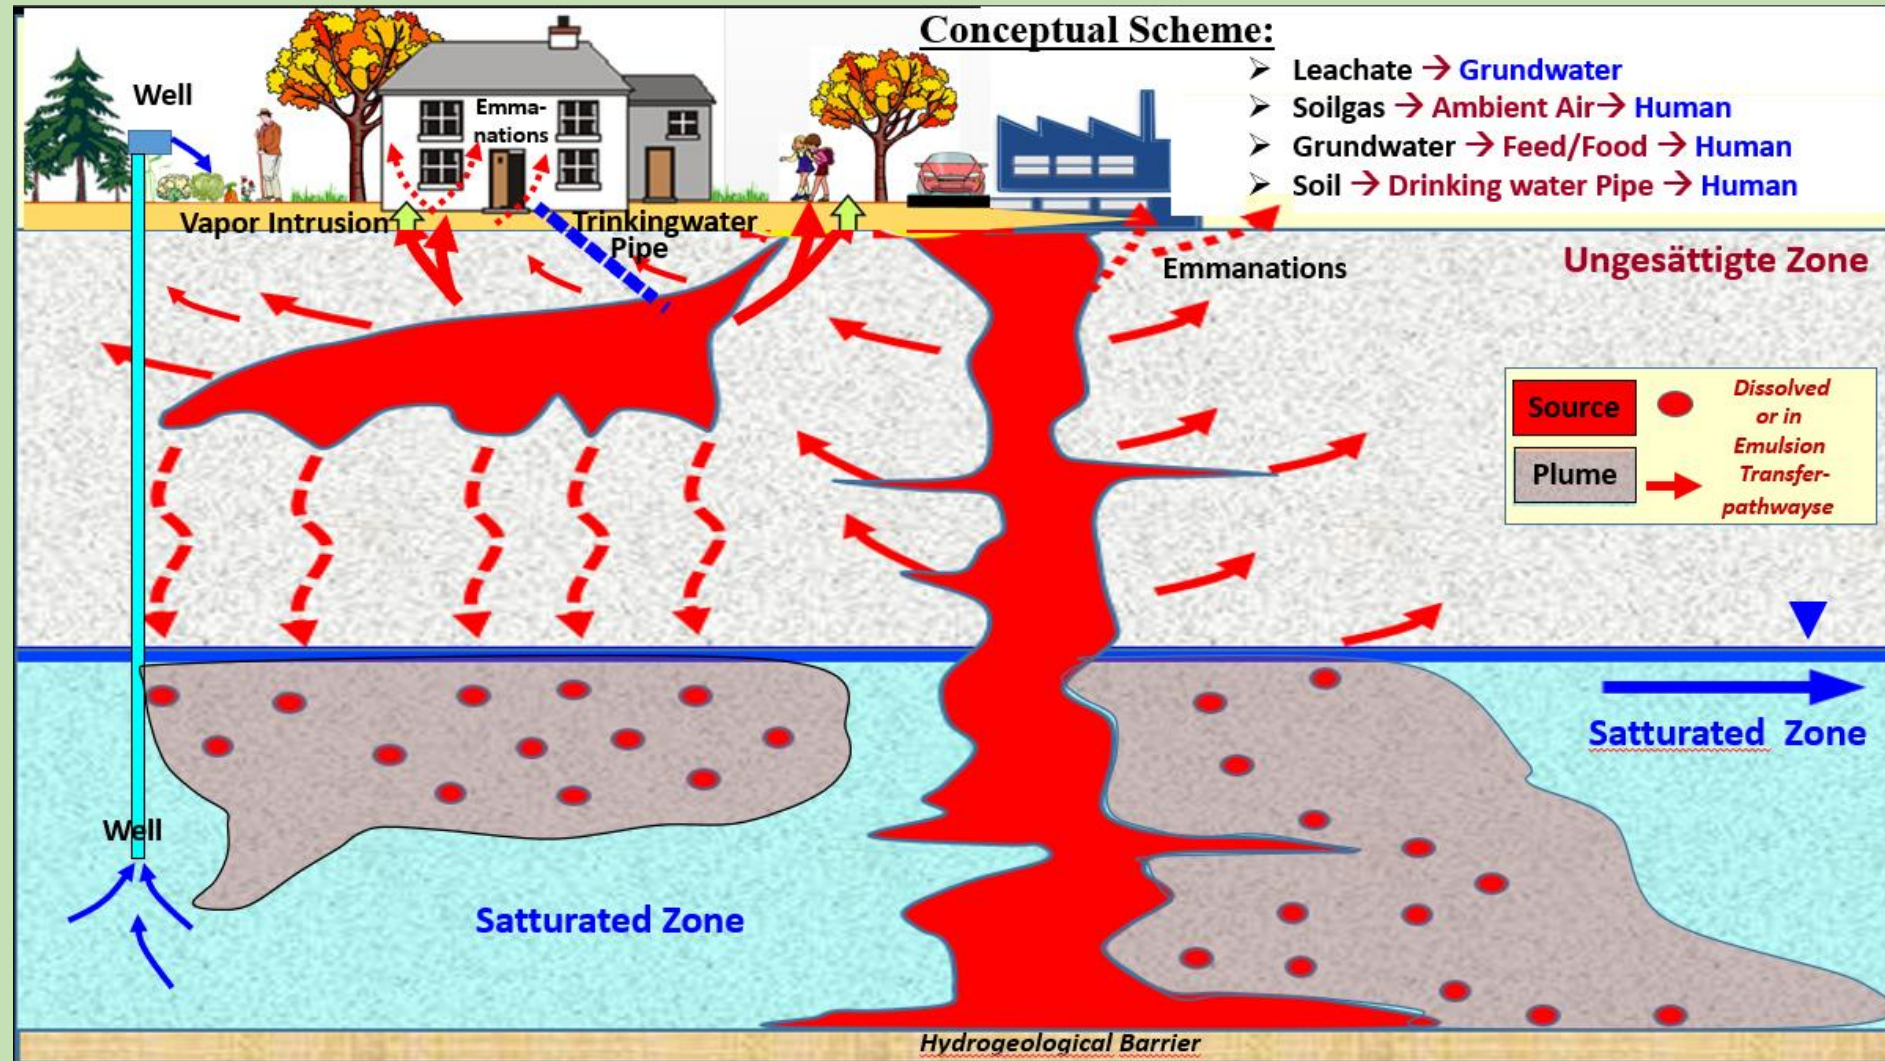 Conceptual Scheme:
➢ Leachate → Grundwater
➢ Soilgas → Ambient Air→ Human
➢ Grundwater → Feed/Food → Human
➢ Soil → Drinking water Pipe → Human
Well
Emma-
nations
Vapor Intrusion
Trinkingwater
Pipe
Emmanations
Ungesättigte Zone
Source
Dissolved
or in
Emulsion
Plume
Transfer-
pathwayse
Satturated Zone
Well
Satturated Zone
Hydrogeological Barrier